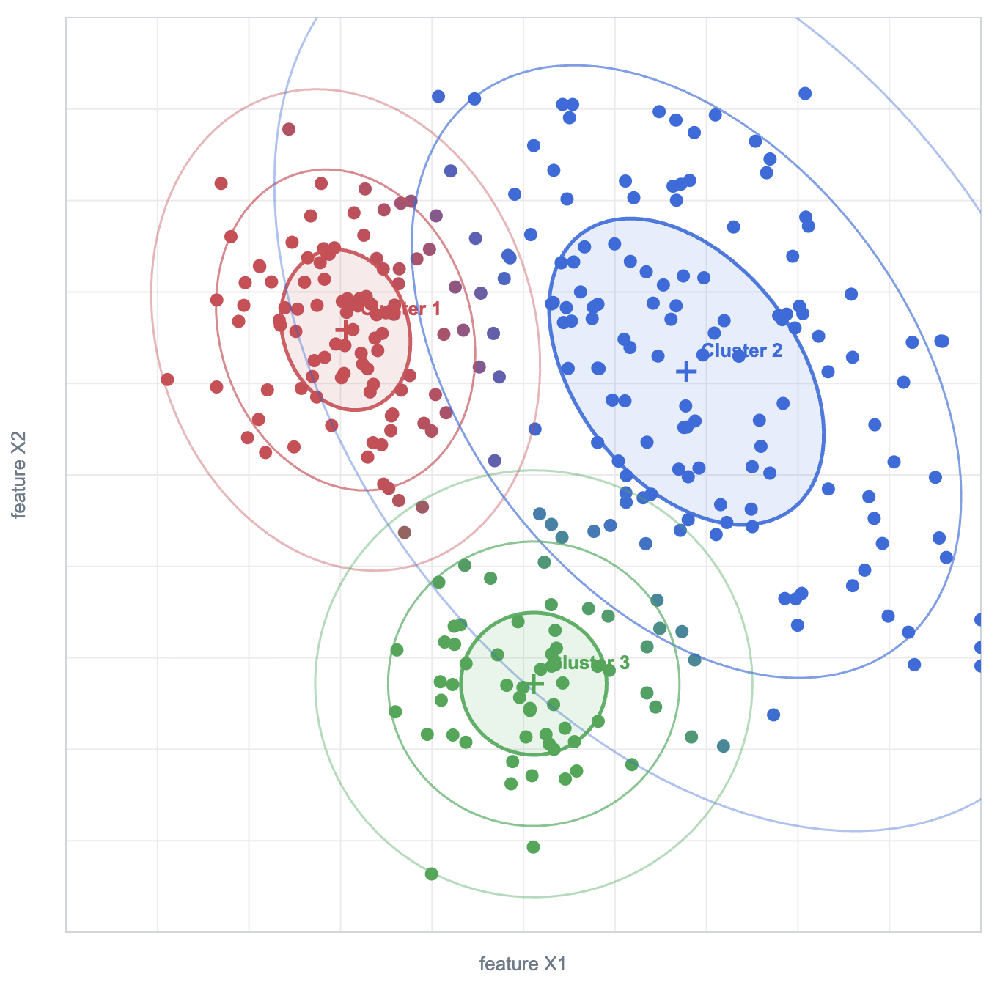 Cluster 1
Cluster 2
Cluster 3
feature X2
feature X1